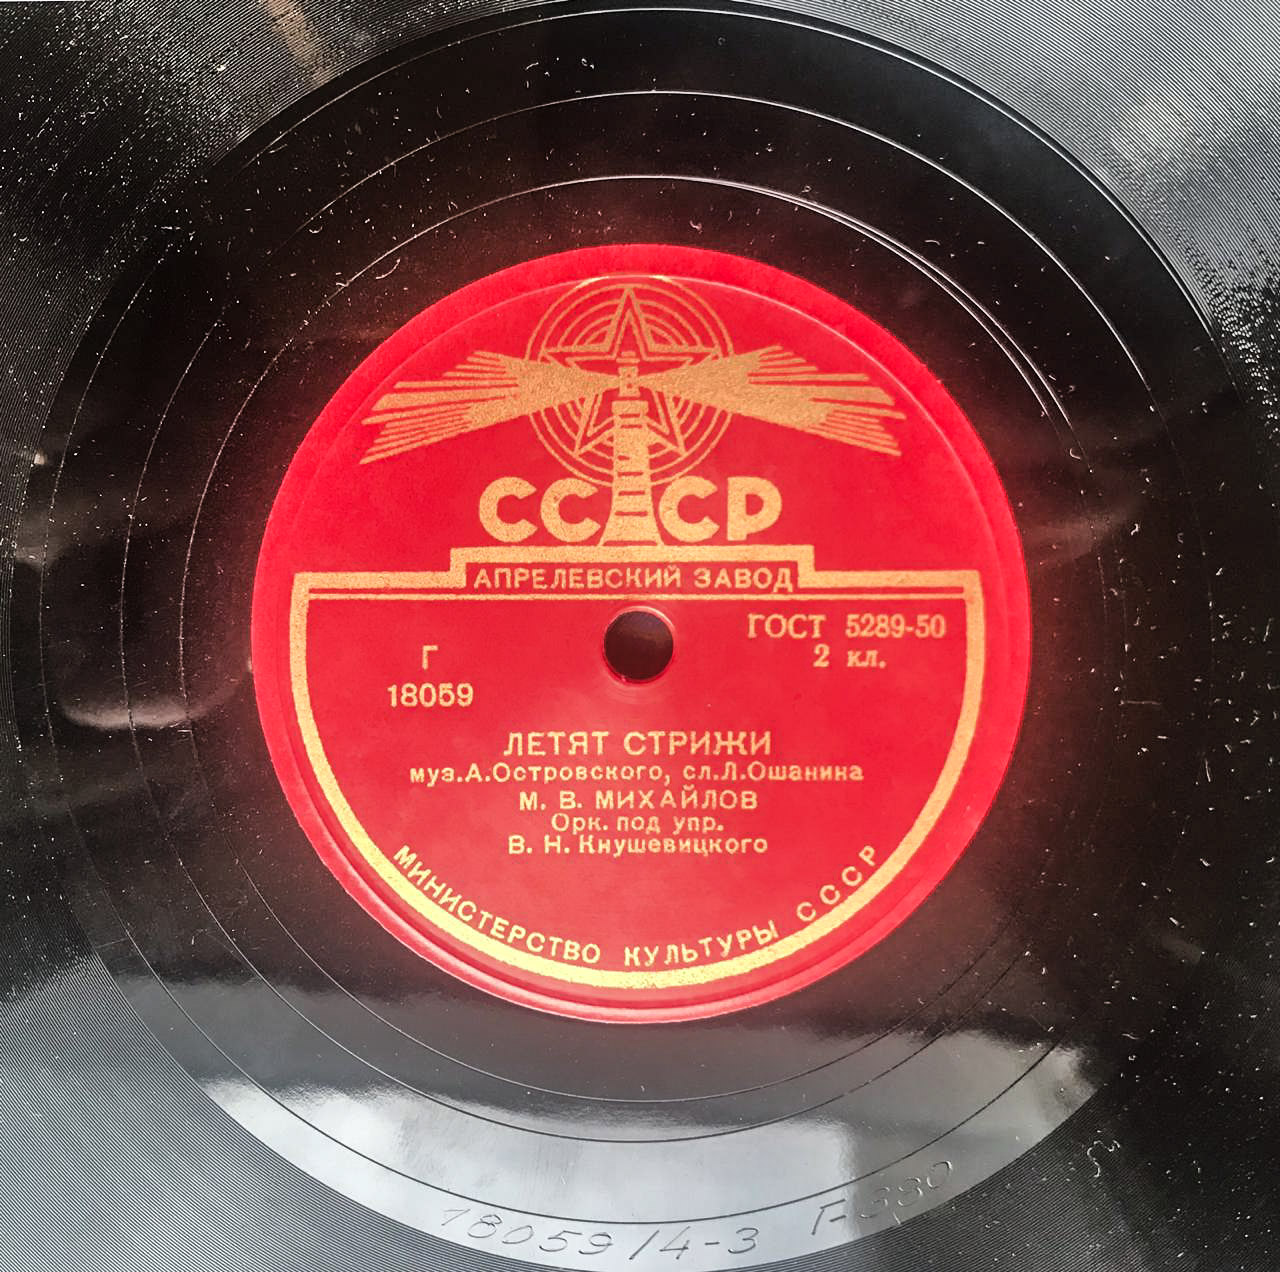 СССР
АПРЕЛЕВСКИЙ ЗАВОД
ГОСТ 5289-50
2 кл.
Г
18059
ЛЕТЯТ СТРИЖИ
муз.А.Островского, сл.Л.Ошанина
М. В. МИХАЙЛОВ
Орк. под упр.
В. Н. Кнушевицкого
МИНИСТЕРСТВО КУЛЬТУРЫ СССР
18059/4-3 Г-380